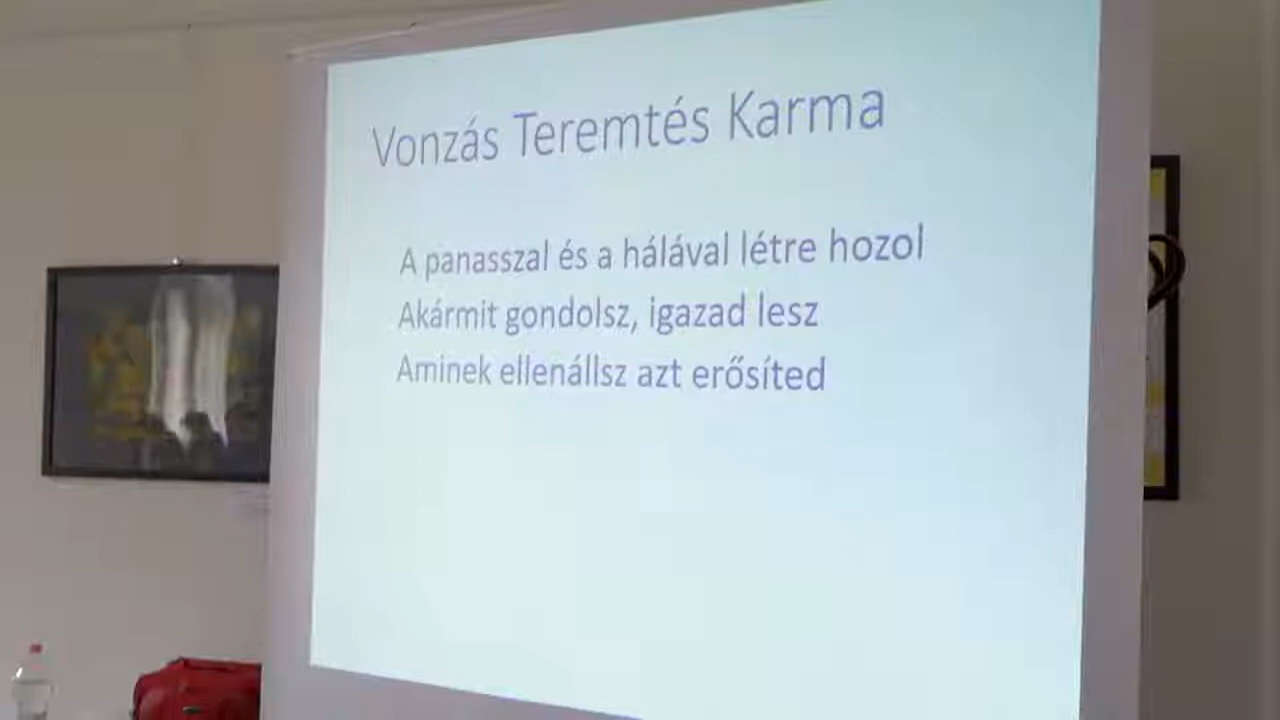 Vonzás Teremtés Karma
A panasszal és a hálával létre hozol
Akármit gondolsz, igazad lesz
Aminek ellenállsz azt erősíted